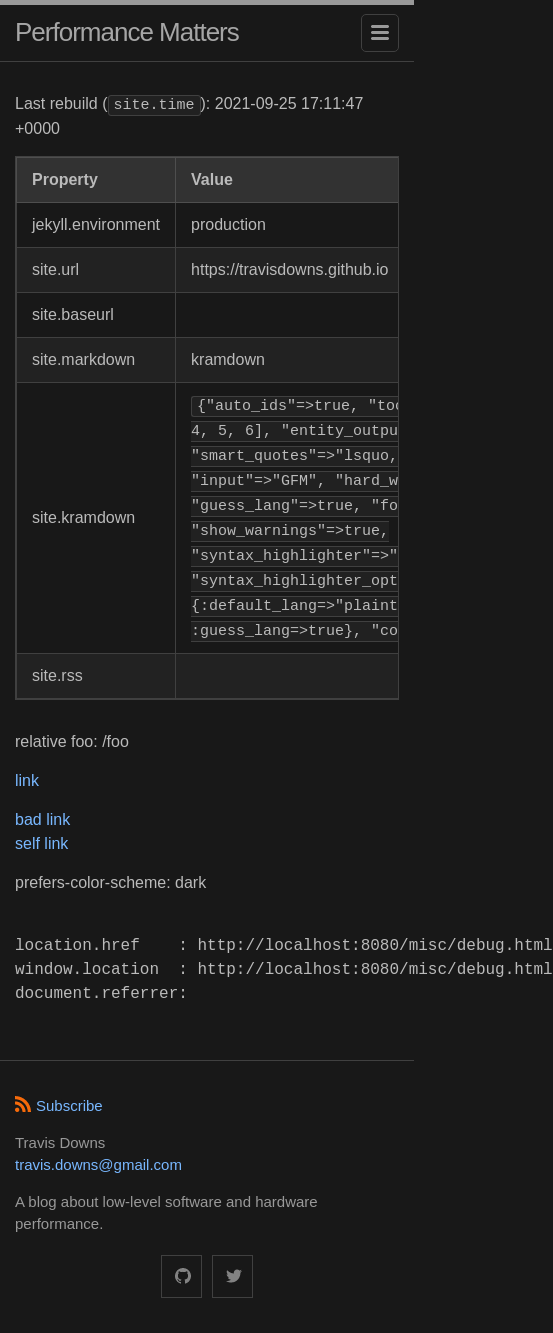 Performance Matters
Last rebuild (site.time): 2021-09-25 17:11:47
+0000
Property Value
jekyll.environment production
site.url https://travisdowns.github.io
site.baseurl
site.markdown kramdown
{"auto_ids"=>true, "toc
4, 5, 6], "entity_outpu
"smart_quotes"=>"lsquo,
"input"=>"GFM", "hard_w
"guess_lang"=>true, "fo
site.kramdown
"show_warnings"=>true,
"syntax_highlighter"=>"
"syntax_highlighter_opt
{:default_lang=>"plaint
:guess_lang=>true}, "co
site.rss
relative foo: /foo
link
bad link
self link
prefers-color-scheme: dark
location.href    : http://localhost:8080/misc/debug.html
window.location  : http://localhost:8080/misc/debug.html
document.referrer:
Subscribe
Travis Downs
travis.downs@gmail.com
A blog about low-level software and hardware
performance.